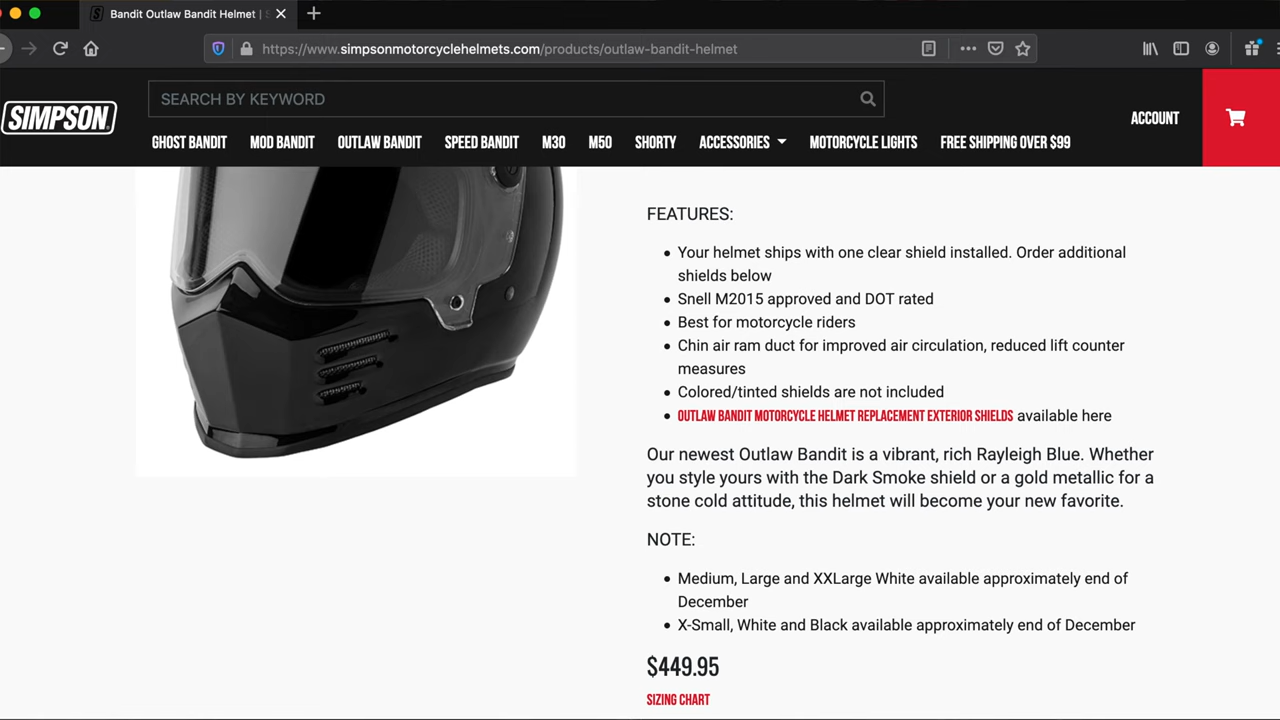 Bandit Outlaw Bandit Helmet | S
https://www.simpsonmotorcyclehelmets.com/products/outlaw-bandit-helmet
SIMPSON
SEARCH BY KEYWORD
ACCOUNT
GHOST BANDIT MOD BANDIT OUTLAW BANDIT SPEED BANDIT M30 M50 SHORTY ACCESSORIES MOTORCYCLE LIGHTS FREE SHIPPING OVER $99
FEATURES:
Your helmet ships with one clear shield installed. Order additional
shields below
Snell M2015 approved and DOT rated
Best for motorcycle riders
Chin air ram duct for improved air circulation, reduced lift counter
measures
Colored/tinted shields are not included
OUTLAW BANDIT MOTORCYCLE HELMET REPLACEMENT EXTERIOR SHIELDS available here
Our newest Outlaw Bandit is a vibrant, rich Rayleigh Blue. Whether
you style yours with the Dark Smoke shield or a gold metallic for a
stone cold attitude, this helmet will become your new favorite.
NOTE:
Medium, Large and XXLarge White available approximately end of
December
X-Small, White and Black available approximately end of December
$449.95
SIZING CHART